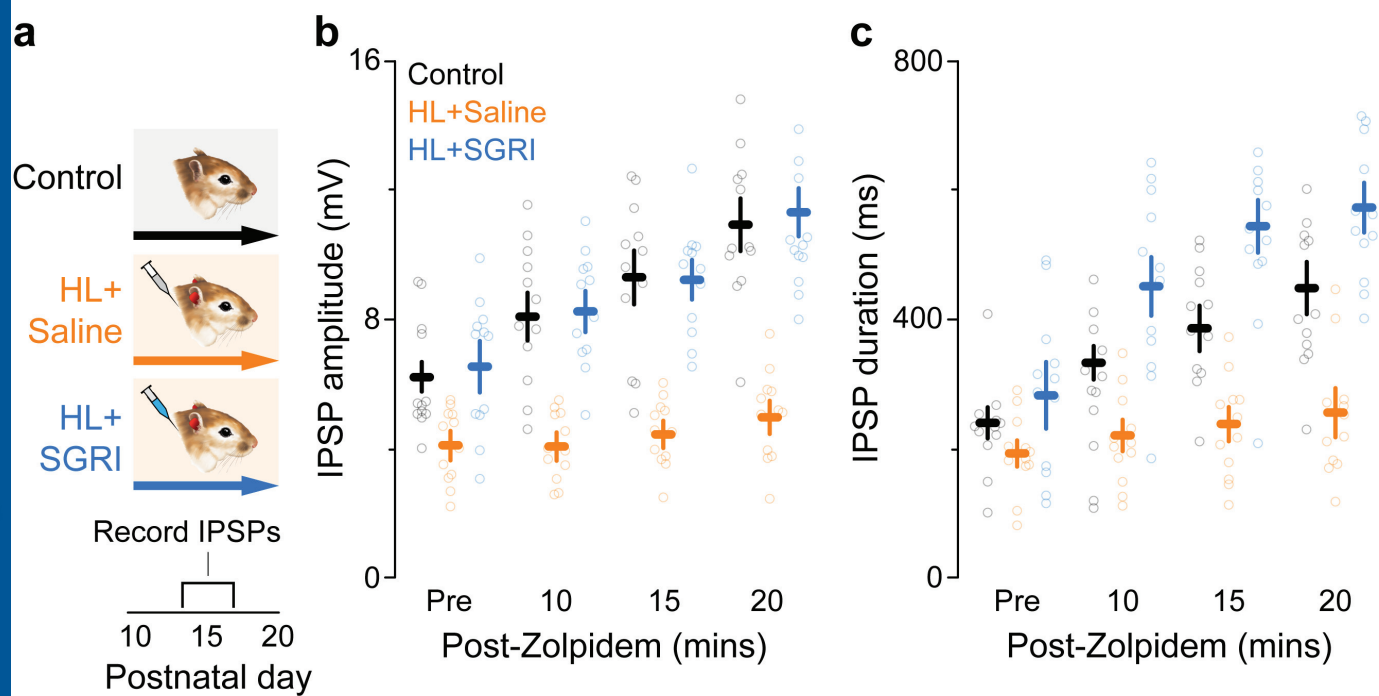 a
Control
HL+
Saline
HL+
SGRI
Record IPSPs
10 15 20
Postnatal day
b
16
8
0
IPSP amplitude (mV)
Control
HL+Saline
HL+SGRI
Pre 10 15 20
Post-Zolpidem (mins)
c
800
400
0
IPSP duration (ms)
Pre 10 15 20
Post-Zolpidem (mins)